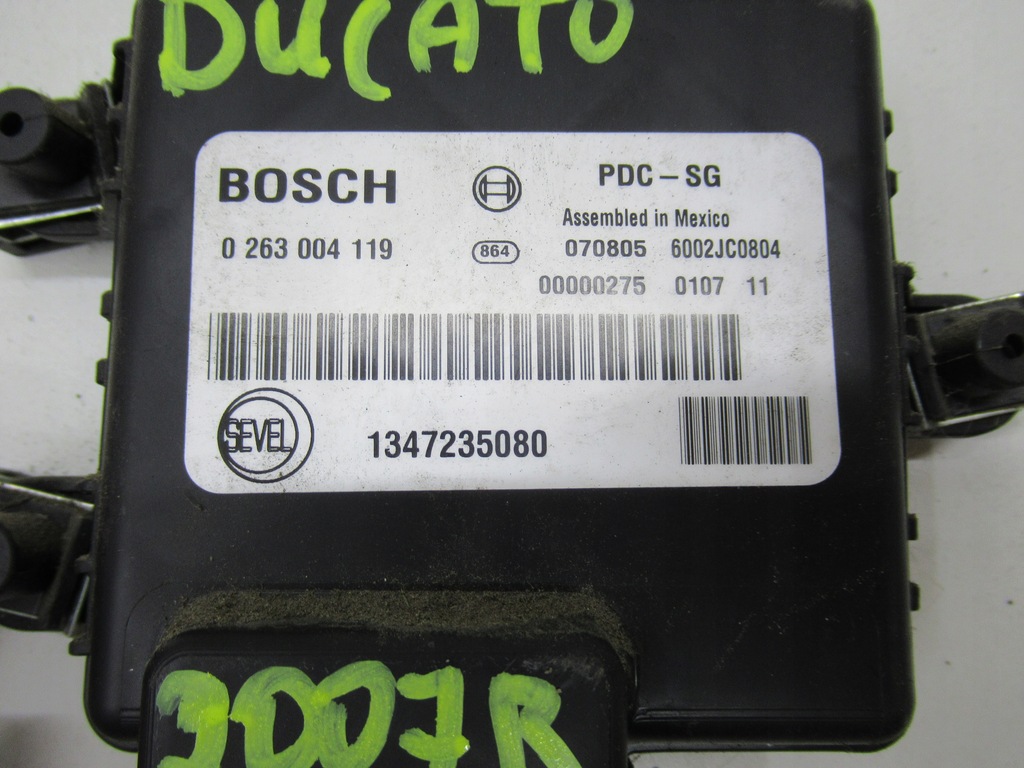 DUCATO
BOSCH PDC – SG
Assembled in Mexico
0 263 004 119 864 070805 6002JC0804
00000275 0107 11
SEVEL 1347235080
2007R